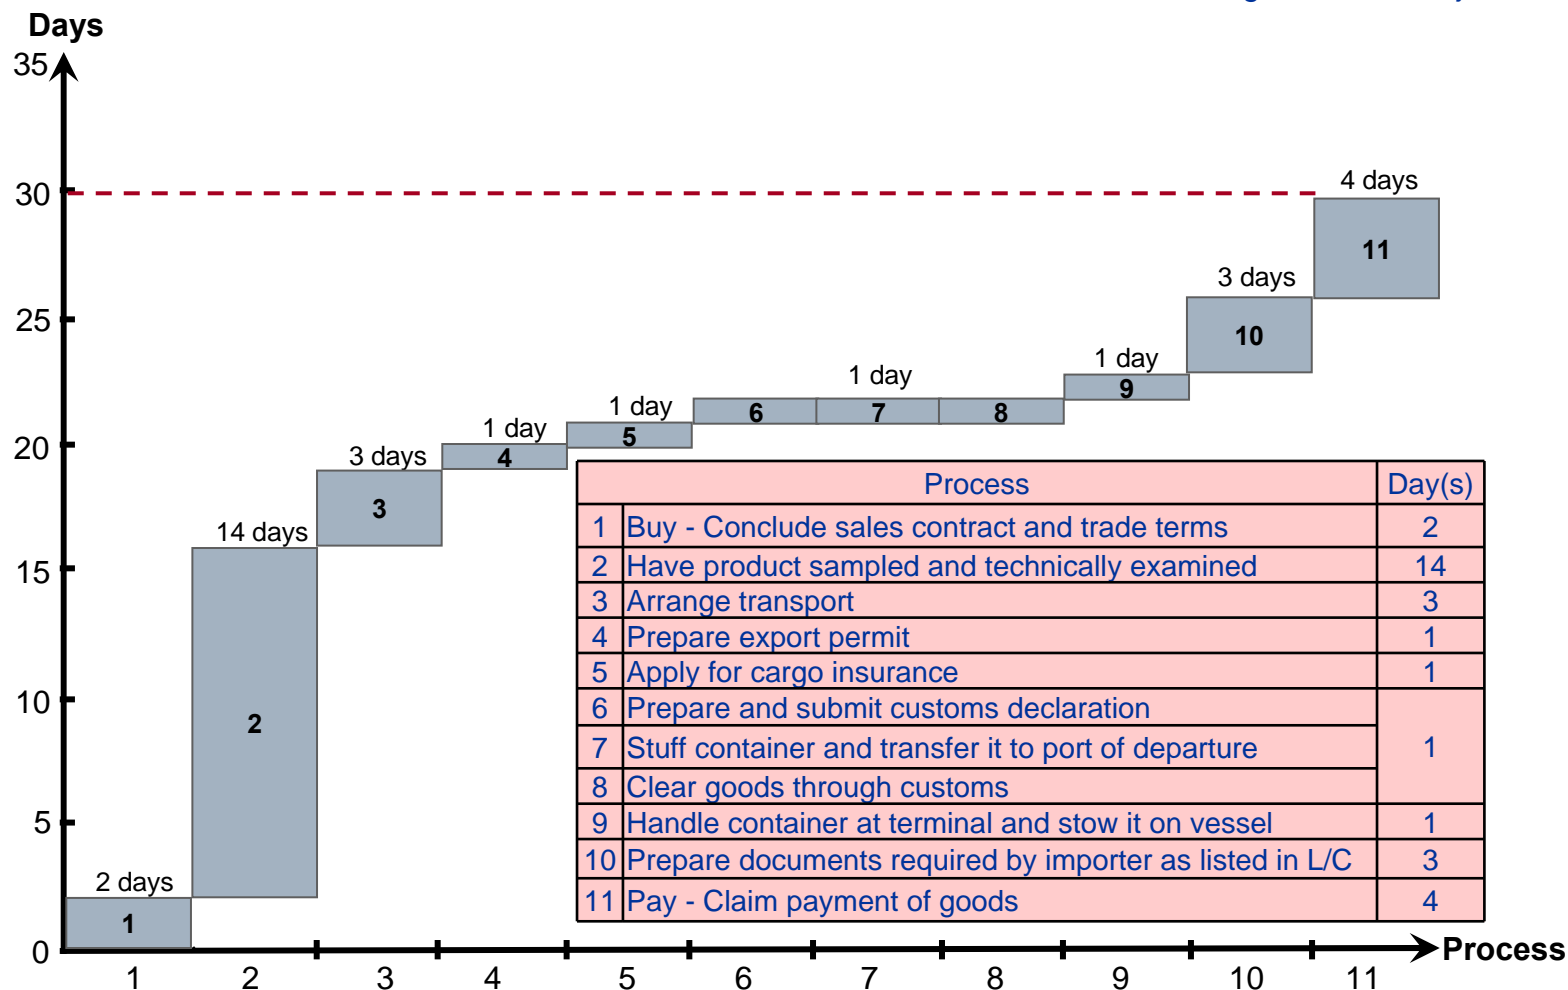 Days
35
30
25
20
15
10
5
0
2 days
14 days
3 days
1 day
1 day
1 day
1 day
3 days
4 days
1
2
3
4
5
6
7
8
9
10
11
Process Day(s)
1 Buy - Conclude sales contract and trade terms 2
2 Have product sampled and technically examined 14
3 Arrange transport 3
4 Prepare export permit 1
5 Apply for cargo insurance 1
6 Prepare and submit customs declaration
7 Stuff container and transfer it to port of departure 1
8 Clear goods through customs
9 Handle container at terminal and stow it on vessel 1
10 Prepare documents required by importer as listed in L/C 3
11 Pay - Claim payment of goods 4
1 2 3 4 5 6 7 8 9 10 11
Process